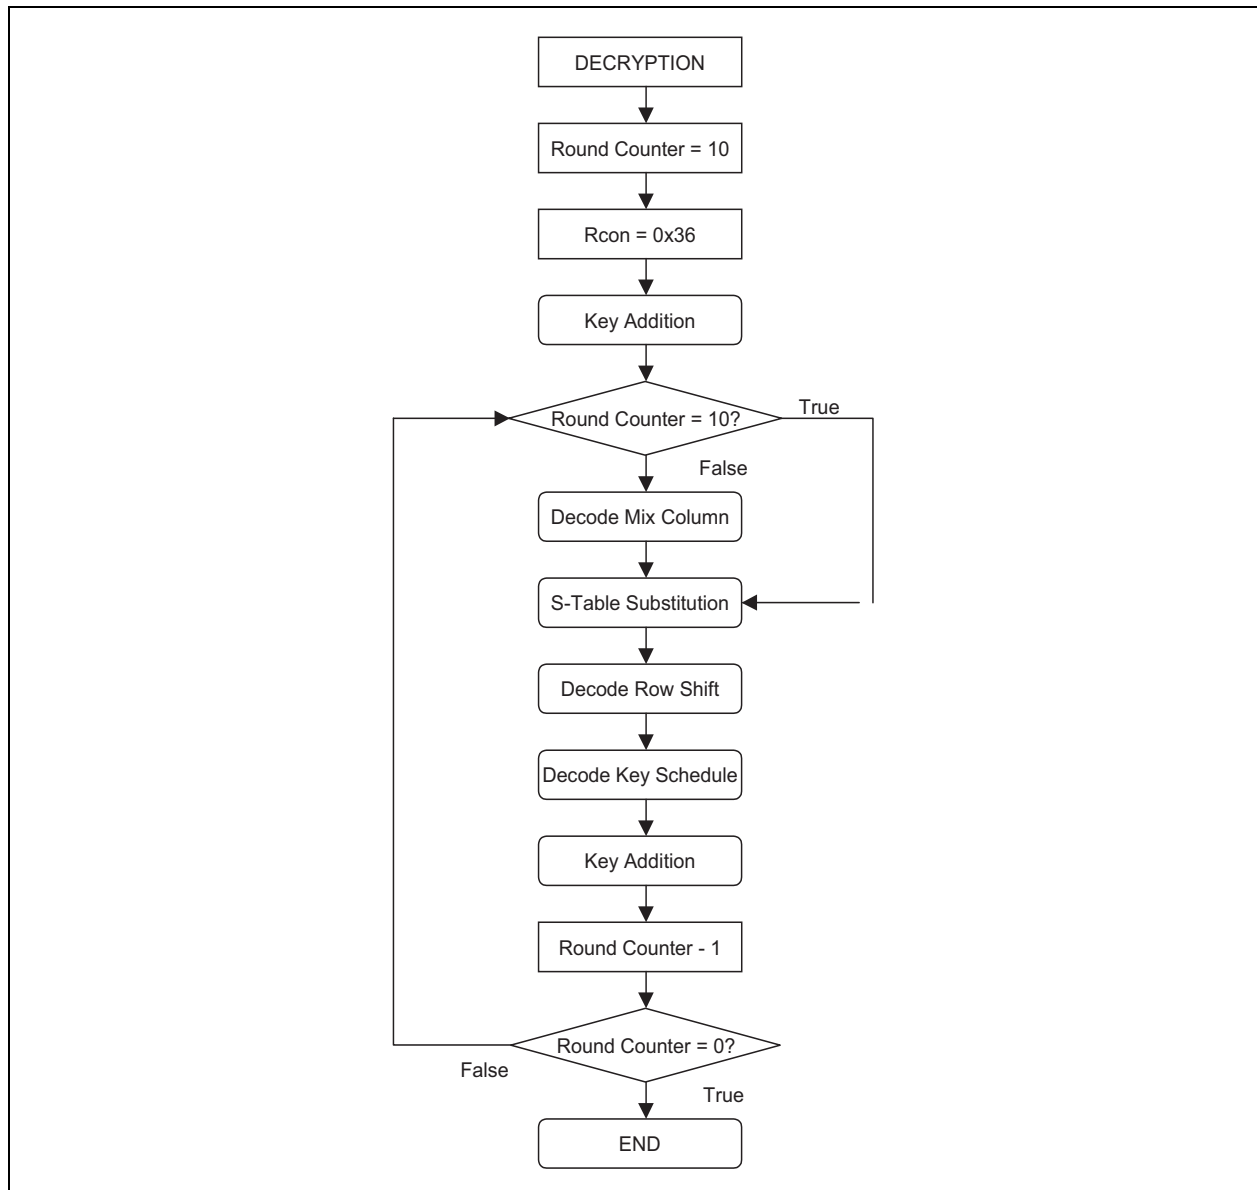 DECRYPTION
Round Counter = 10
Rcon = 0x36
Key Addition
Round Counter = 10?
True
False
Decode Mix Column
S-Table Substitution
Decode Row Shift
Decode Key Schedule
Key Addition
Round Counter - 1
Round Counter = 0?
False
True
END